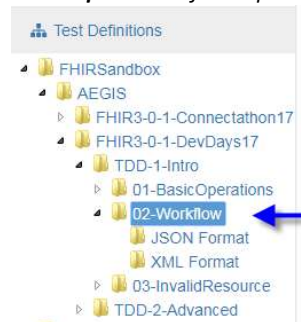 Test Definitions
FHIRSandbox
AEGIS
FHIR3-0-1-Connectathon17
FHIR3-0-1-DevDays17
TDD-1-Intro
01-BasicOperations
02-Workflow
JSON Format
XML Format
03-InvalidResource
TDD-2-Advanced